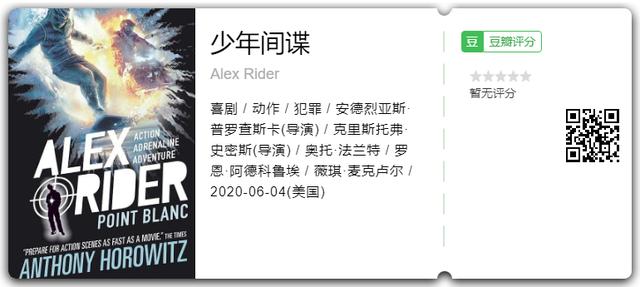 ALEX
ACTION
ADRENALINE
ADVENTURE
RIDER
POINT BLANC
"PREPARE FOR ACTION SCENES AS FAST AS A MOVIE." THE TIMES
ANTHONY HOROWITZ
少年间谍
Alex Rider
喜剧 / 动作 / 犯罪 / 安德烈亚斯·
普罗查斯卡(导演) / 克里斯托弗·
史密斯(导演) / 奥托·法兰特 / 罗
恩·阿德科鲁埃 / 薇琪·麦克卢尔 /
2020-06-04(美国)
豆 豆瓣评分
暂无评分